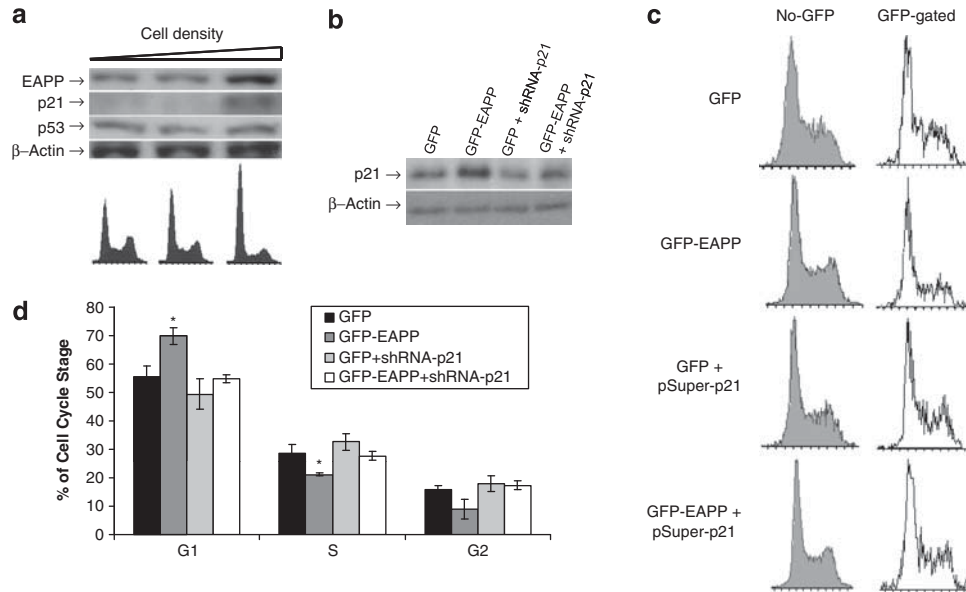 a
Cell density
EAPP →
p21 →
p53 →
β–Actin →
b
GFP
GFP-EAPP
GFP + shRNA-p21
GFP-EAPP
+ shRNA-p21
p21 →
β–Actin →
c
No-GFP
GFP-gated
GFP
GFP-EAPP
GFP +
pSuper-p21
GFP-EAPP +
pSuper-p21
d
% of Cell Cycle Stage
80
70
60
50
40
30
20
10
0
*
*
G1
S
G2
GFP
GFP-EAPP
GFP+shRNA-p21
GFP-EAPP+shRNA-p21